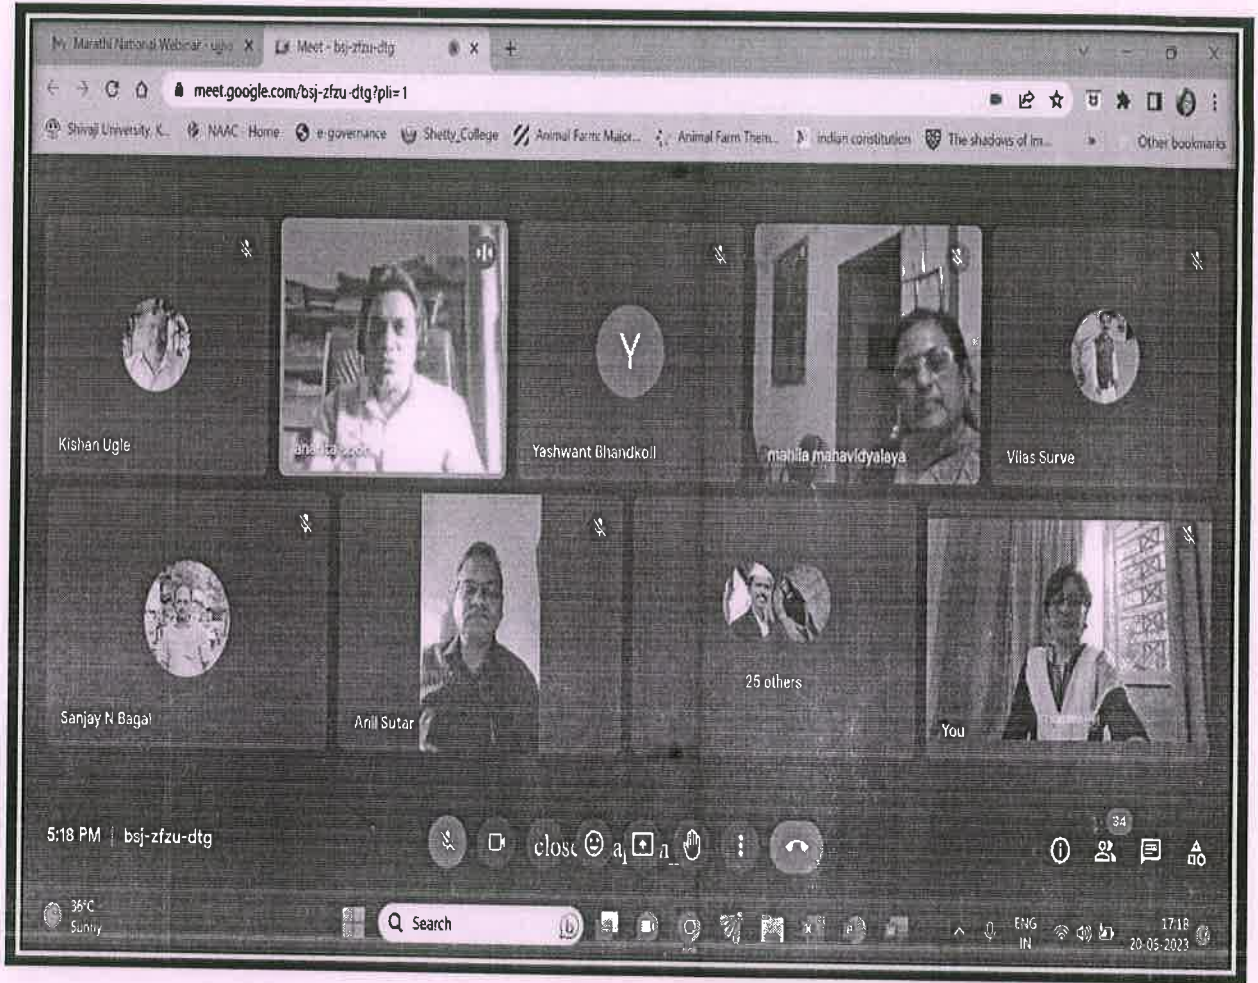 Marathi National Webinar - ugle
Meet - bsj-zfzu-dtg
meet.google.com/bsj-zfzu-dtg?pli=1
Shivaji University, K... NAAC - Home e-governance Shetty_College Animal Farm: Major... Animal Farm Them... indian constitution The shadows of Im... » Other bookmarks
Kishan Ugle
Yashwant Bhandkoll
mahila mahavidyalaya
Vilas Surve
Y
Sanjay N Bagal
Anil Sutar
25 others
You
5:18 PM | bsj-zfzu-dtg
34
36°C
Sunny
Search
ENG
IN
17:18
20-05-2023